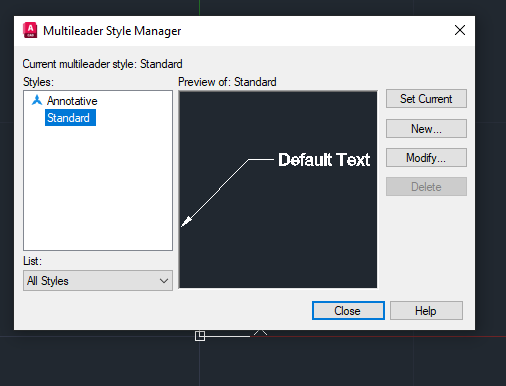 Multileader Style Manager
Current multileader style: Standard
Styles:
Preview of: Standard
Annotative
Standard
Default Text
Set Current
New...
Modify...
Delete
List:
All Styles
Close
Help